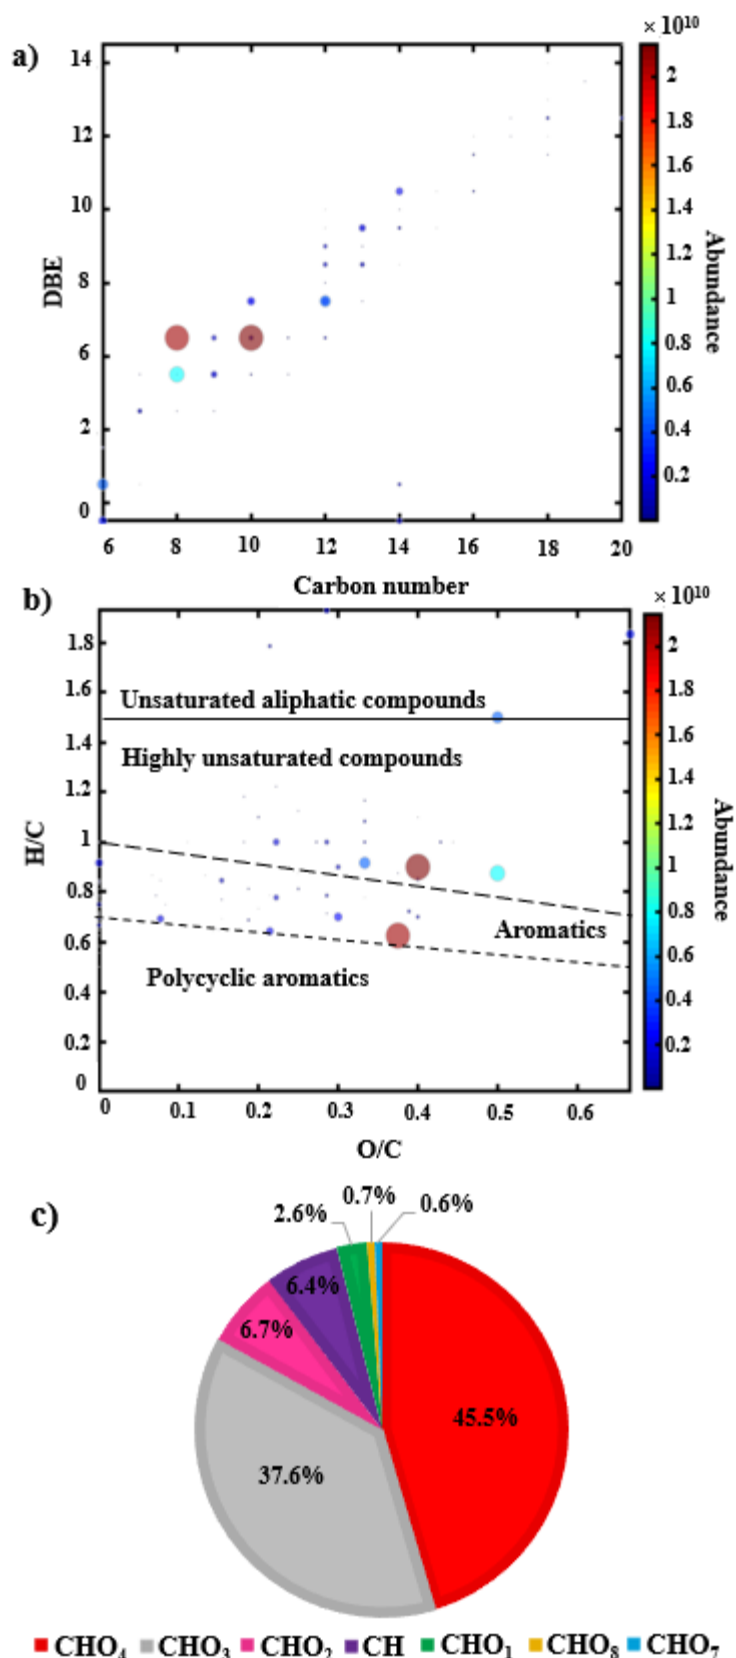 a)
× 10¹⁰
14
12
10
8
6
2
0
DBE
6 8 10 12 14 16 18 20
Carbon number
2
1.8
1.6
1.4
1.2
1
0.8
0.6
0.4
0.2
Abundance
b)
× 10¹⁰
1.8
1.6
1.4
1.2
1
0.8
0.6
0.4
0.2
0
H/C
Unsaturated aliphatic compounds
Highly unsaturated compounds
Aromatics
Polycyclic aromatics
0 0.1 0.2 0.3 0.4 0.5 0.6
O/C
2
1.8
1.6
1.4
1.2
1
0.8
0.6
0.4
0.2
Abundance
c)
2.6% 0.7% 0.6%
6.4%
6.7%
45.5%
37.6%
CHO₄ CHO₃ CHO₂ CH CHO₁ CHO₈ CHO₇